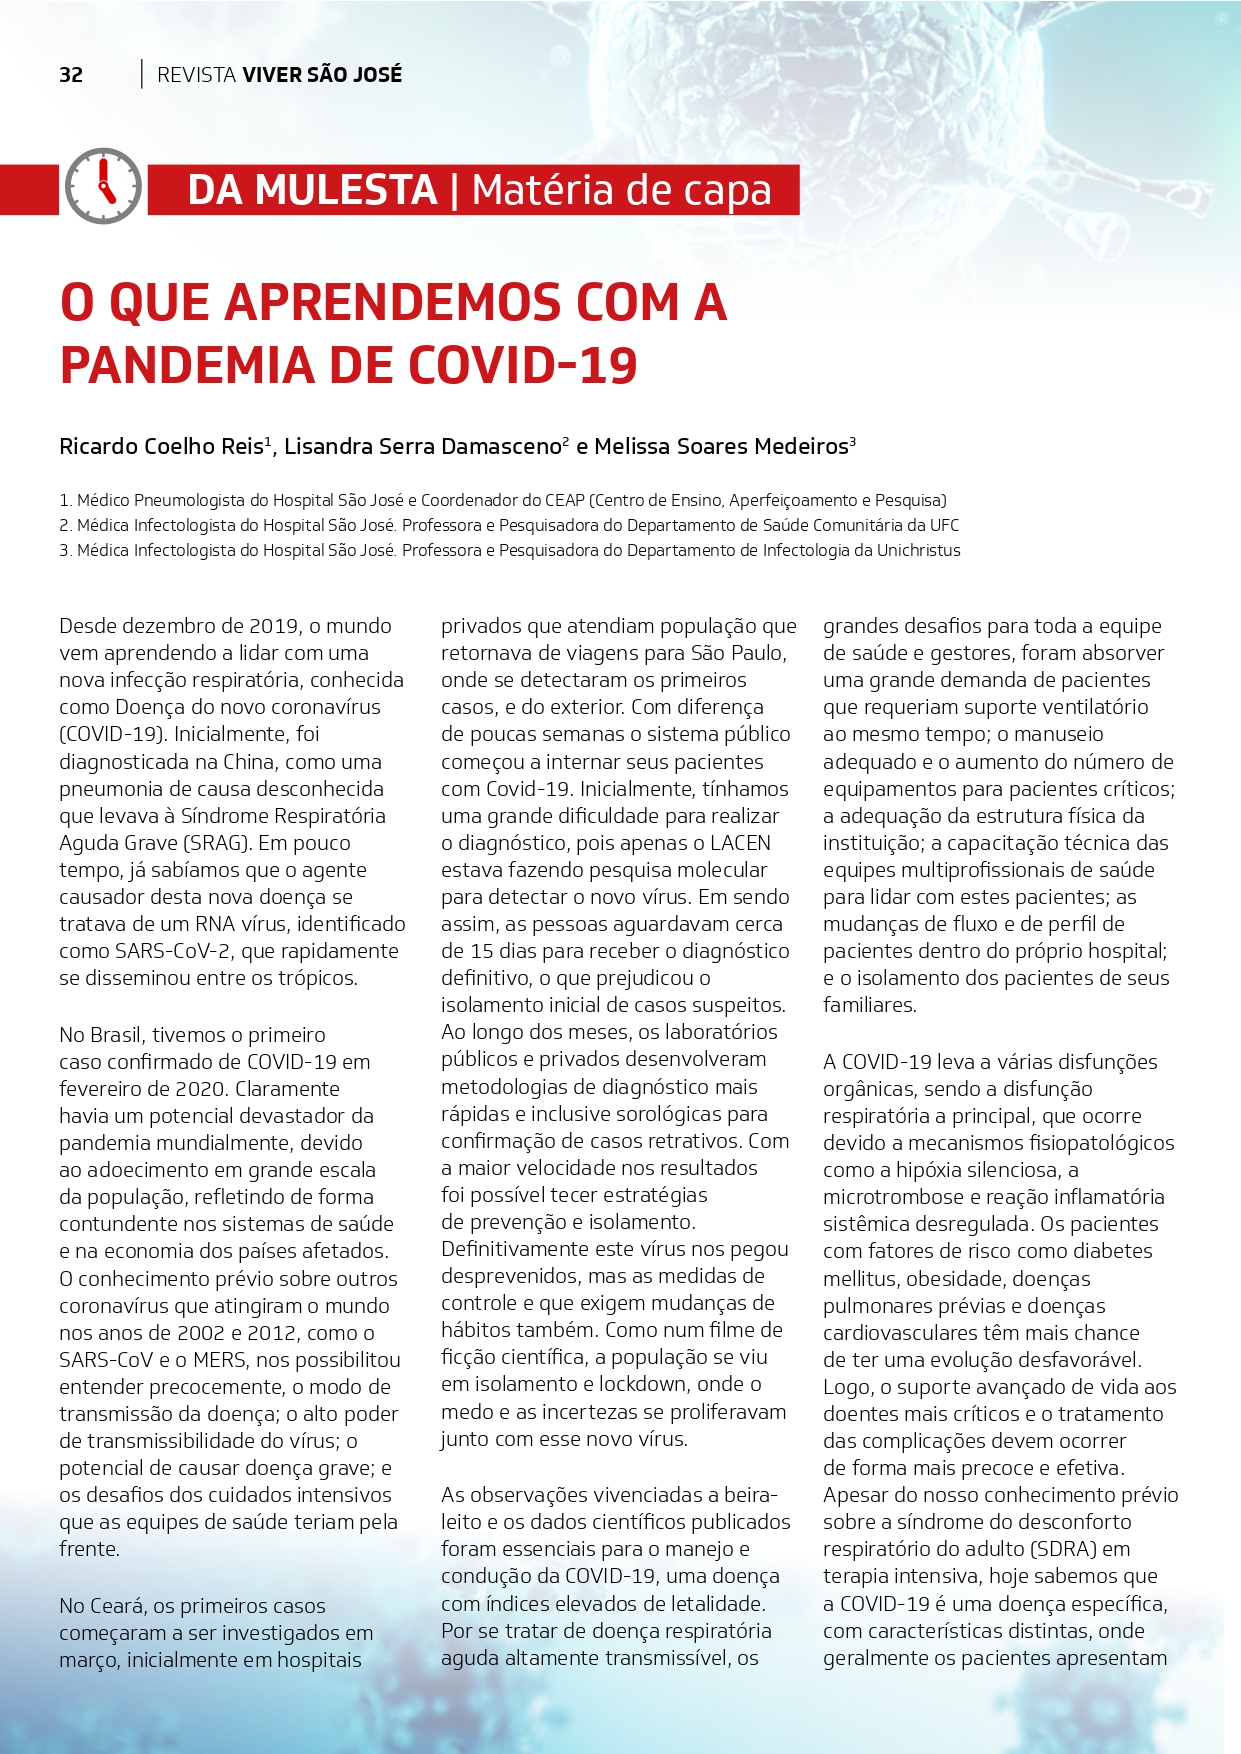 32 | REVISTA VIVER SÃO JOSÉ
DA MULESTA | Matéria de capa
O QUE APRENDEMOS COM A
PANDEMIA DE COVID-19
Ricardo Coelho Reis¹, Lisandra Serra Damasceno² e Melissa Soares Medeiros³
1. Médico Pneumologista do Hospital São José e Coordenador do CEAP (Centro de Ensino, Aperfeiçoamento e Pesquisa)
2. Médica Infectologista do Hospital São José. Professora e Pesquisadora do Departamento de Saúde Comunitária da UFC
3. Médica Infectologista do Hospital São José. Professora e Pesquisadora do Departamento de Infectologia da Unichristus
Desde dezembro de 2019, o mundo
vem aprendendo a lidar com uma
nova infecção respiratória, conhecida
como Doença do novo coronavírus
(COVID-19). Inicialmente, foi
diagnosticada na China, como uma
pneumonia de causa desconhecida
que levava à Síndrome Respiratória
Aguda Grave (SRAG). Em pouco
tempo, já sabíamos que o agente
causador desta nova doença se
tratava de um RNA vírus, identificado
como SARS-CoV-2, que rapidamente
se disseminou entre os trópicos.
No Brasil, tivemos o primeiro
caso confirmado de COVID-19 em
fevereiro de 2020. Claramente
havia um potencial devastador da
pandemia mundialmente, devido
ao adoecimento em grande escala
da população, refletindo de forma
contundente nos sistemas de saúde
e na economia dos países afetados.
O conhecimento prévio sobre outros
coronavírus que atingiram o mundo
nos anos de 2002 e 2012, como o
SARS-CoV e o MERS, nos possibilitou
entender precocemente, o modo de
transmissão da doença; o alto poder
de transmissibilidade do vírus; o
potencial de causar doença grave; e
os desafios dos cuidados intensivos
que as equipes de saúde teriam pela
frente.
No Ceará, os primeiros casos
começaram a ser investigados em
março, inicialmente em hospitais
privados que atendiam população que
retornava de viagens para São Paulo,
onde se detectaram os primeiros
casos, e do exterior. Com diferença
de poucas semanas o sistema público
começou a internar seus pacientes
com Covid-19. Inicialmente, tínhamos
uma grande dificuldade para realizar
o diagnóstico, pois apenas o LACEN
estava fazendo pesquisa molecular
para detectar o novo vírus. Em sendo
assim, as pessoas aguardavam cerca
de 15 dias para receber o diagnóstico
definitivo, o que prejudicou o
isolamento inicial de casos suspeitos.
Ao longo dos meses, os laboratórios
públicos e privados desenvolveram
metodologias de diagnóstico mais
rápidas e inclusive sorológicas para
confirmação de casos retrativos. Com
a maior velocidade nos resultados
foi possível tecer estratégias
de prevenção e isolamento.
Definitivamente este vírus nos pegou
desprevenidos, mas as medidas de
controle e que exigem mudanças de
hábitos também. Como num filme de
ficção científica, a população se viu
em isolamento e lockdown, onde o
medo e as incertezas se proliferavam
junto com esse novo vírus.
As observações vivenciadas a beira-
leito e os dados científicos publicados
foram essenciais para o manejo e
condução da COVID-19, uma doença
com índices elevados de letalidade.
Por se tratar de doença respiratória
aguda altamente transmissível, os
grandes desafios para toda a equipe
de saúde e gestores, foram absorver
uma grande demanda de pacientes
que requeriam suporte ventilatório
ao mesmo tempo; o manuseio
adequado e o aumento do número de
equipamentos para pacientes críticos;
a adequação da estrutura física da
instituição; a capacitação técnica das
equipes multiprofissionais de saúde
para lidar com estes pacientes; as
mudanças de fluxo e de perfil de
pacientes dentro do próprio hospital;
e o isolamento dos pacientes de seus
familiares.
A COVID-19 leva a várias disfunções
orgânicas, sendo a disfunção
respiratória a principal, que ocorre
devido a mecanismos fisiopatológicos
como a hipóxia silenciosa, a
microtrombose e reação inflamatória
sistêmica desregulada. Os pacientes
com fatores de risco como diabetes
mellitus, obesidade, doenças
pulmonares prévias e doenças
cardiovasculares têm mais chance
de ter uma evolução desfavorável.
Logo, o suporte avançado de vida aos
doentes mais críticos e o tratamento
das complicações devem ocorrer
de forma mais precoce e efetiva.
Apesar do nosso conhecimento prévio
sobre a síndrome do desconforto
respiratório do adulto (SDRA) em
terapia intensiva, hoje sabemos que
a COVID-19 é uma doença específica,
com características distintas, onde
geralmente os pacientes apresentam